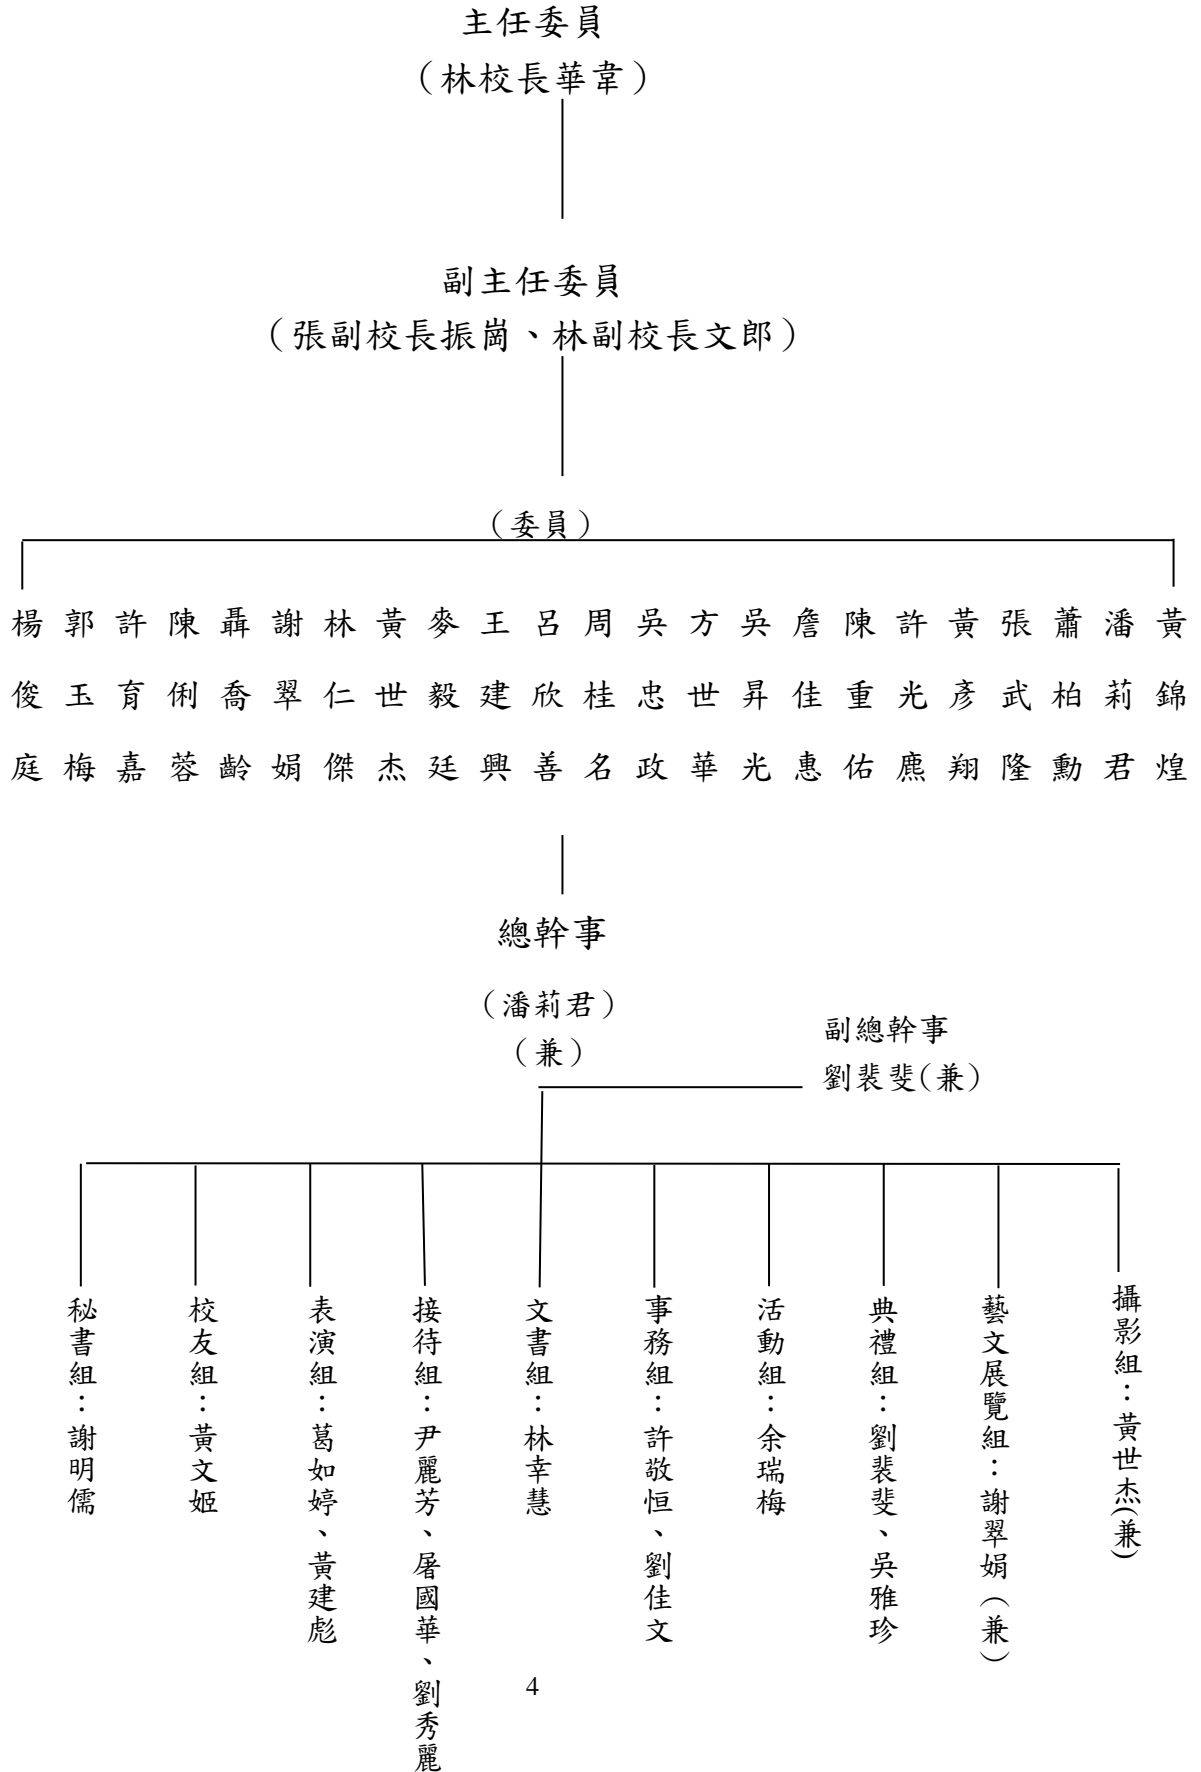 主任委員
（林校長華韋）
副主任委員
（張副校長振崗、林副校長文郎）
（委員）
楊俊庭
郭玉梅
許育嘉
陳俐蓉
聶喬齡
謝翠娟
林仁傑
黃世杰
麥毅廷
王建興
呂欣善
周桂名
吳忠政
方世華
吳昇光
詹佳惠
陳重佑
許光麃
黃彥翔
張武隆
蕭柏勳
潘莉君
黃錦煌
總幹事
（潘莉君）
（兼）
副總幹事
劉裴斐(兼)
秘書組：謝明儒
校友組：黃文姬
表演組：葛如婷、黃建彪
接待組：尹麗芳、屠國華、劉秀麗
文書組：林幸慧
事務組：許敬恒、劉佳文
活動組：余瑞梅
典禮組：劉裴斐、吳雅珍
藝文展覽組：謝翠娟（兼）
攝影組：黃世杰(兼)
4